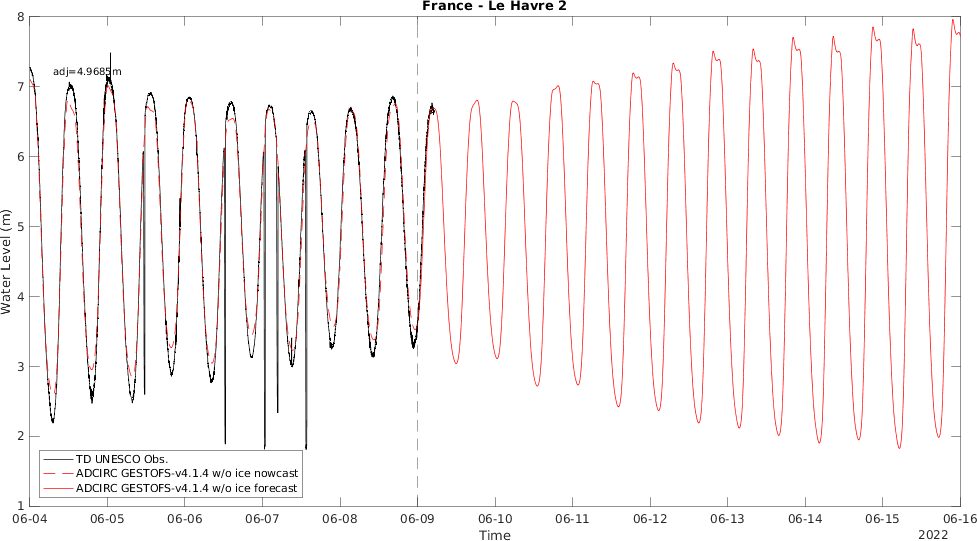 France - Le Havre 2
8
7
6
5
4
3
2
1
Water Level (m)
adj=4.9685m
TD UNESCO Obs.
ADCIRC GESTOFS-v4.1.4 w/o ice nowcast
ADCIRC GESTOFS-v4.1.4 w/o ice forecast
06-04 06-05 06-06 06-07 06-08 06-09 06-10 06-11 06-12 06-13 06-14 06-15 06-16
Time
2022